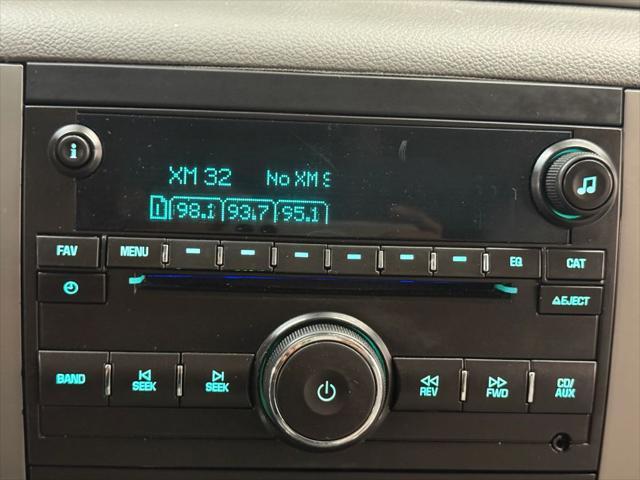 i
XM 32 No XM S
1 98.1 93.7 95.1
FAV MENU EQ CAT
EJECT
BAND SEEK SEEK REV FWD CD/AUX